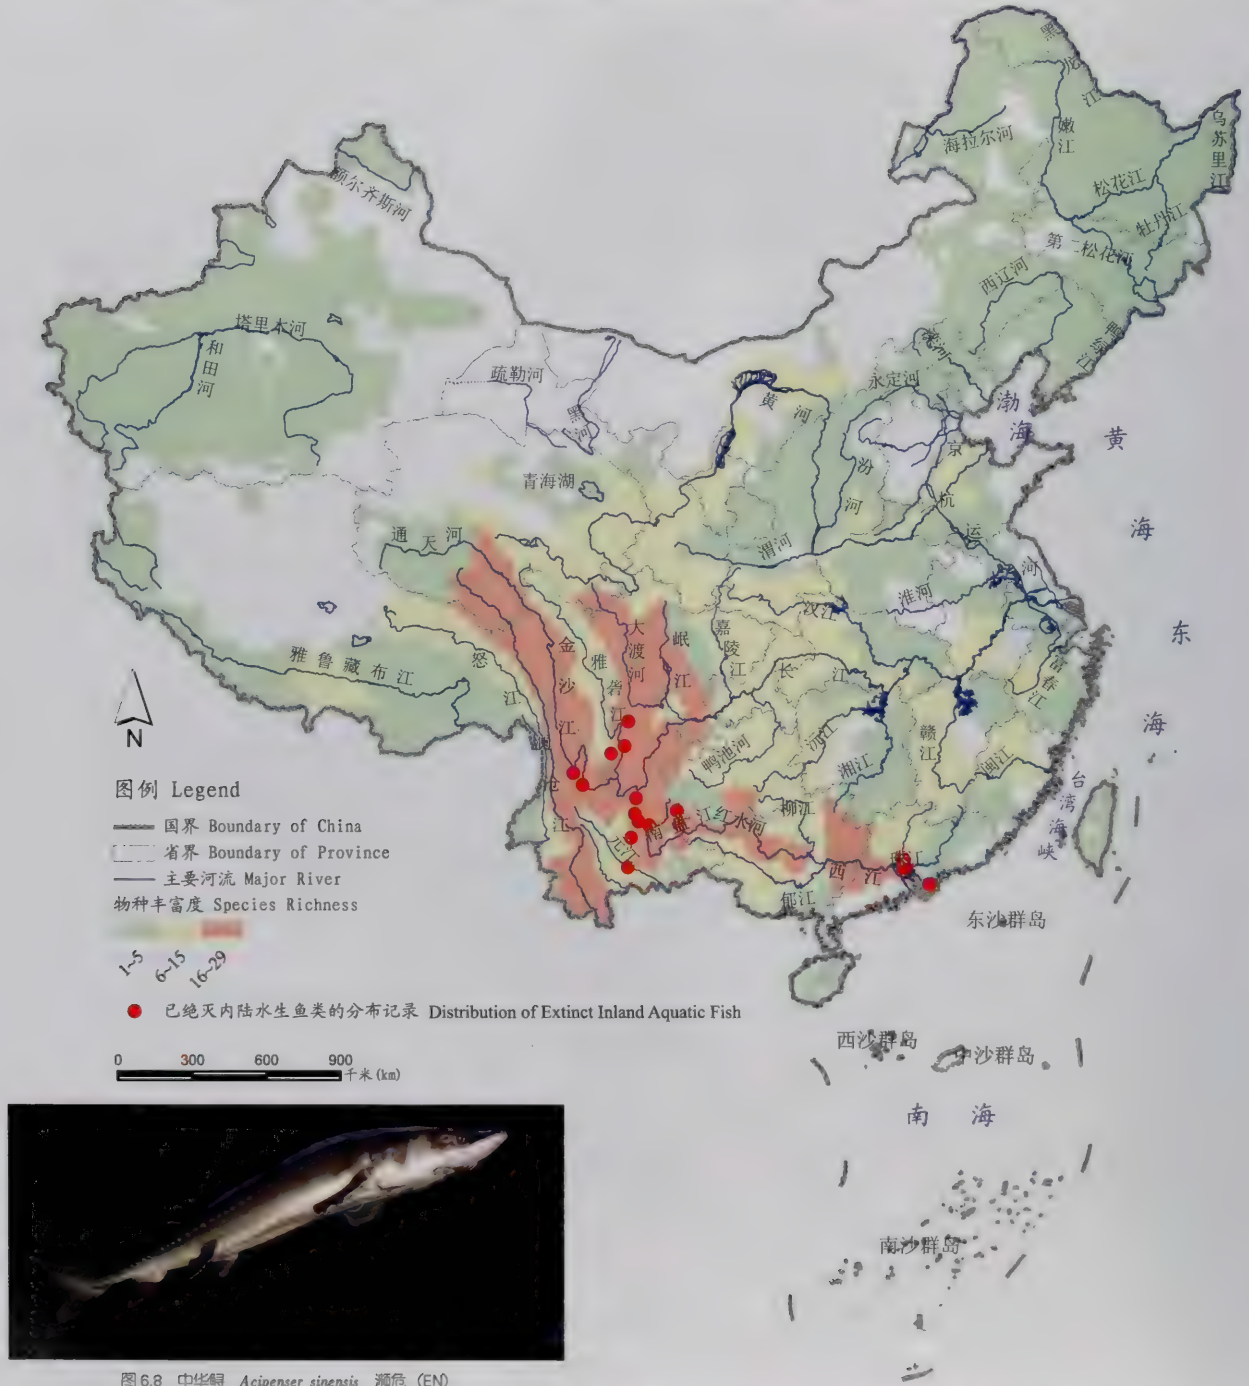 黑龙江
嫩江
海拉尔河
乌苏里江
松花江
牡丹江
第二松花河
西辽河
鸭绿江
额尔齐斯河
塔里木河
和田河
疏勒河
黑河
永定河
渤海
黄河
黄海
京杭运河
汾河
青海湖
通天河
渭河
淮河
汉江
嘉陵江
岷江
大渡河
雅砻江
金沙江
怒江
雅鲁藏布江
长江
富春江
东海
赣江
闽江
沅江
湘江
鸭池河
台湾海峡
柳江
红水河
元江
西江
郁江
东沙群岛
西沙群岛
中沙群岛
南海
南沙群岛
N
图例 Legend
国界 Boundary of China
省界 Boundary of Province
主要河流 Major River
物种丰富度 Species Richness
1~5 6~15 16~29
已绝灭内陆水生鱼类的分布记录 Distribution of Extinct Inland Aquatic Fish
0 300 600 900
千米(km)
图6.8 中华鲟 Acipenser sinensis 濒危 (EN)